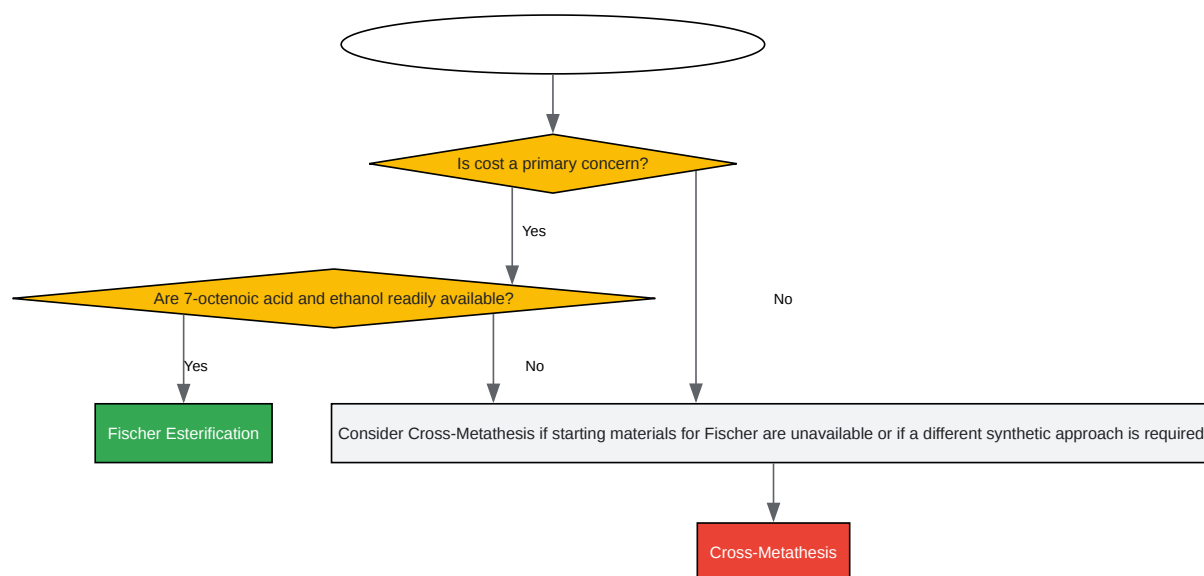 Is cost a primary concern?
Yes
Are 7-octenoic acid and ethanol readily available?
No
Yes
No
Fischer Esterification
Consider Cross-Metathesis if starting materials for Fischer are unavailable or if a different synthetic approach is required
Cross-Metathesis